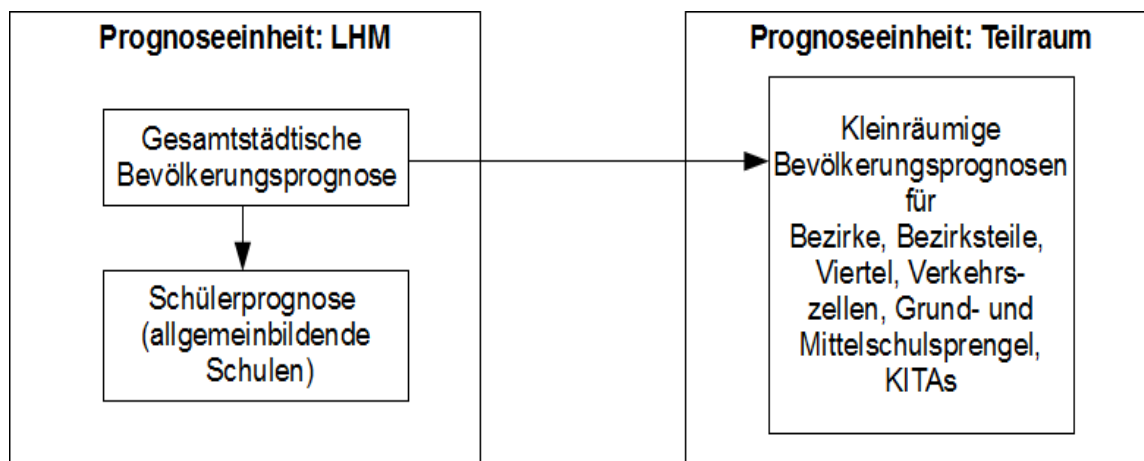 Prognoseeinheit: LHM
Gesamtstädtische
Bevölkerungsprognose
Schülerprognose
(allgemeinbildende
Schulen)
Prognoseeinheit: Teilraum
Kleinräumige
Bevölkerungsprognosen
für
Bezirke, Bezirksteile,
Viertel, Verkehrs-
zellen, Grund- und
Mittelschulsprengel,
KITAs